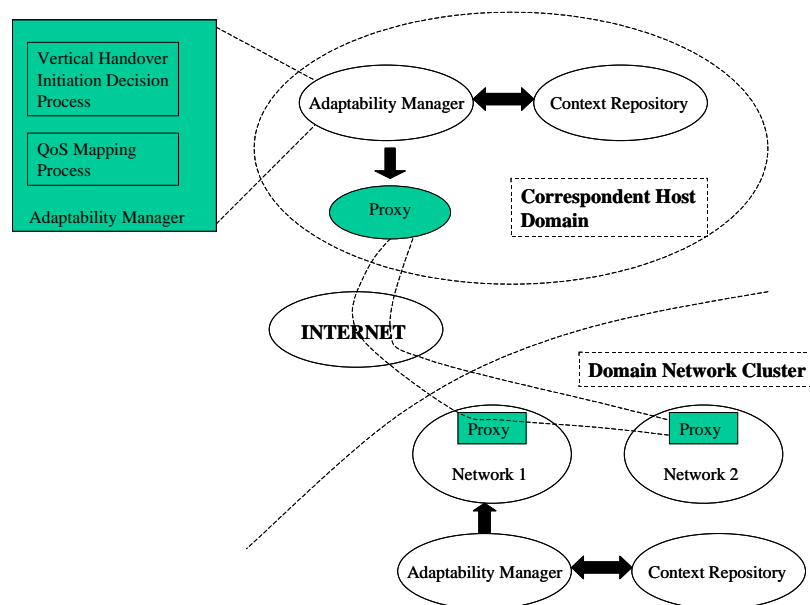 Vertical Handover
Initiation Decision
Process
QoS Mapping
Process
Adaptability Manager
Adaptability Manager
Context Repository
Proxy
Correspondent Host
Domain
INTERNET
Domain Network Cluster
Proxy
Network 1
Proxy
Network 2
Adaptability Manager
Context Repository